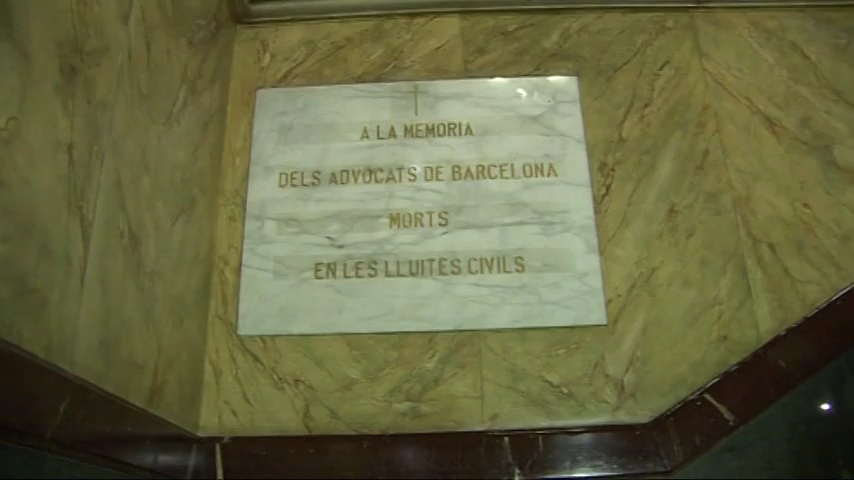 A LA MEMORIA
DELS ADVOCATS DE BARCELONA
MORTS
EN LES LLUITES CIVILS